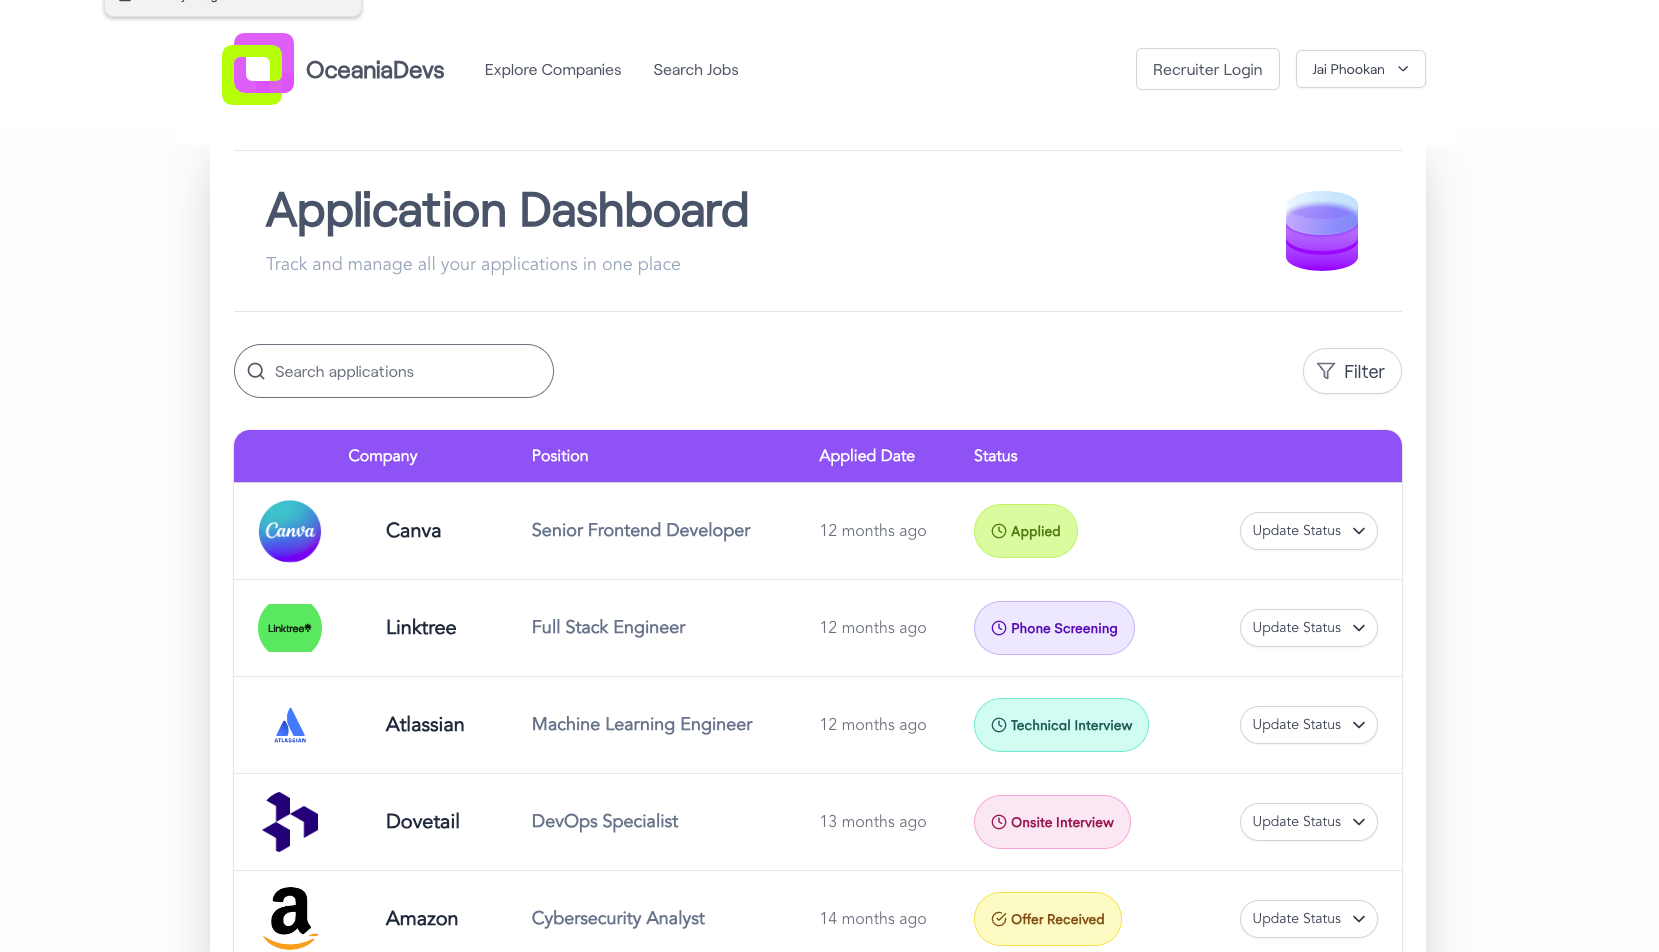 OceaniaDevs
Explore Companies
Search Jobs
Recruiter Login
Jai Phookan
Application Dashboard
Track and manage all your applications in one place
Search applications
Filter
Company Position Applied Date Status
Canva Canva Senior Frontend Developer 12 months ago Applied Update Status
Linktree Linktree Full Stack Engineer 12 months ago Phone Screening Update Status
ATLASSIAN Atlassian Machine Learning Engineer 12 months ago Technical Interview Update Status
Dovetail DevOps Specialist 13 months ago Onsite Interview Update Status
a Amazon Cybersecurity Analyst 14 months ago Offer Received Update Status